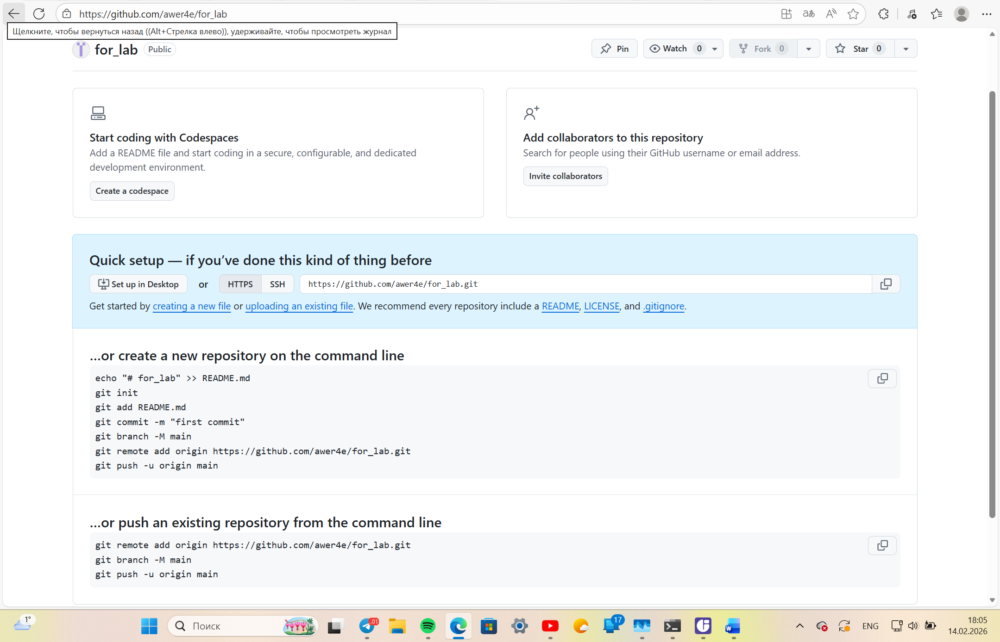 https://github.com/awer4e/for_lab
Щелкните, чтобы вернуться назад ((Alt+Стрелка влево)), удерживайте, чтобы просмотреть журнал
for_lab Public
Pin Watch 0 Fork 0 Star 0
Start coding with Codespaces
Add a README file and start coding in a secure, configurable, and dedicated
development environment.
Create a codespace
Add collaborators to this repository
Search for people using their GitHub username or email address.
Invite collaborators
Quick setup — if you’ve done this kind of thing before
Set up in Desktop or HTTPS SSH https://github.com/awer4e/for_lab.git
Get started by creating a new file or uploading an existing file. We recommend every repository include a README, LICENSE, and .gitignore.
…or create a new repository on the command line
echo "# for_lab" >> README.md
git init
git add README.md
git commit -m "first commit"
git branch -M main
git remote add origin https://github.com/awer4e/for_lab.git
git push -u origin main
…or push an existing repository from the command line
git remote add origin https://github.com/awer4e/for_lab.git
git branch -M main
git push -u origin main
1°
Поиск
..01
17
ENG
18:05
14.02.2026